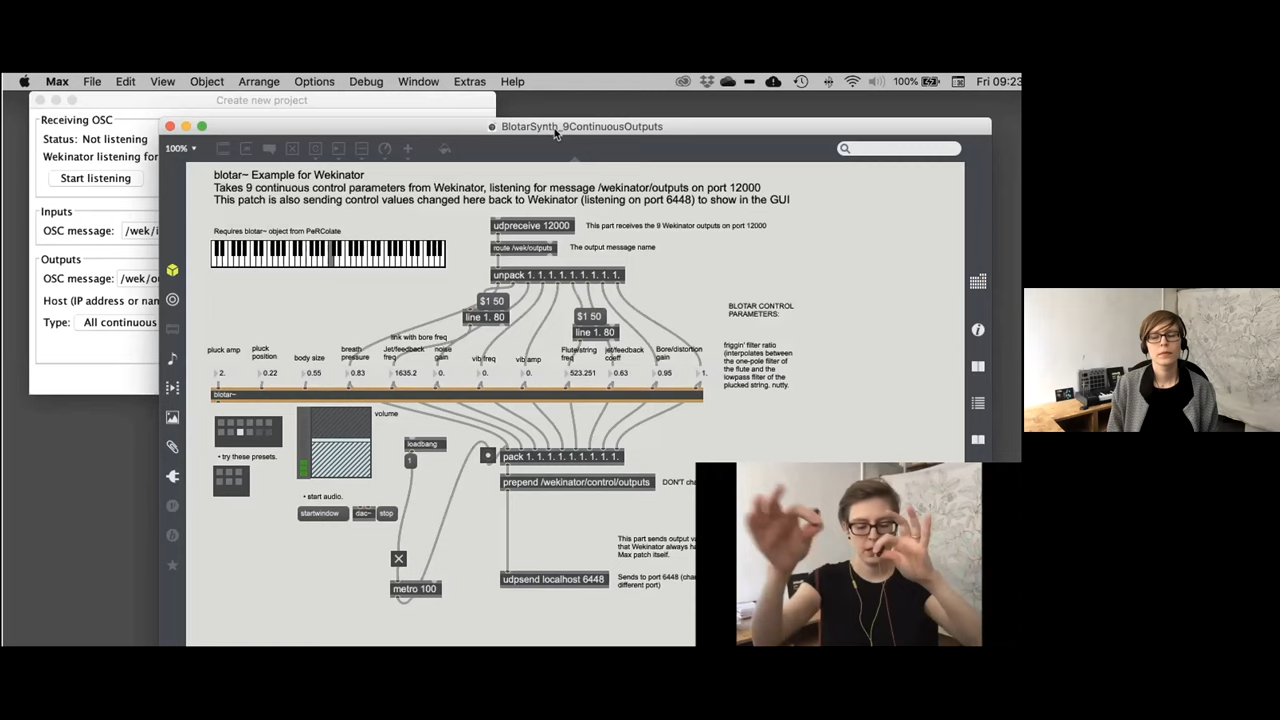 Max File Edit View Object Arrange Options Debug Window Extras Help 100% Fri 09:23
Create new project
Receiving OSC
Status: Not listening
Wekinator listening for
Start listening
Inputs
OSC message: /wek/i
Outputs
OSC message: /wek/ou
Host (IP address or nam
Type: All continuous
BlotarSynth_9ContinuousOutputs
100%
blotar~ Example for Wekinator
Takes 9 continuous control parameters from Wekinator, listening for message /wekinator/outputs on port 12000
This patch is also sending control values changed here back to Wekinator (listening on port 6448) to show in the GUI
Requires blotar~ object from PeRColate
udpreceive 12000
This part receives the 9 Wekinator outputs on port 12000
route /wek/outputs
The output message name
unpack 1. 1. 1. 1. 1. 1. 1. 1. 1.
$1 50
line 1. 80
$1 50
line 1. 80
BLOTAR CONTROL
PARAMETERS:
friggin' filter ratio
(interpolates between
the one-pole filter of
the flute and the
lowpass filter of the
plucked string. nutty.
link with bore freq
pluck amp
pluck
position
body size
breath
pressure
Jet/feedback
freq
noise
gain
vib freq
vib amp
Flute/string
freq
jet/feedback
coeff
Bore/distortion
gain
2. 0.22 0.55 0.83 1635.2 0. 0. 0. 523.251 0.63 0.95 1.
blotar~
volume
loadbang
1
• try these presets.
• start audio.
startwindow
dac~
stop
pack 1. 1. 1. 1. 1. 1. 1. 1. 1.
prepend /wekinator/control/outputs
DON'T cha
This part sends output va
that Wekinator always ha
Max patch itself.
udpsend localhost 6448
Sends to port 6448 (chan
different port)
metro 100